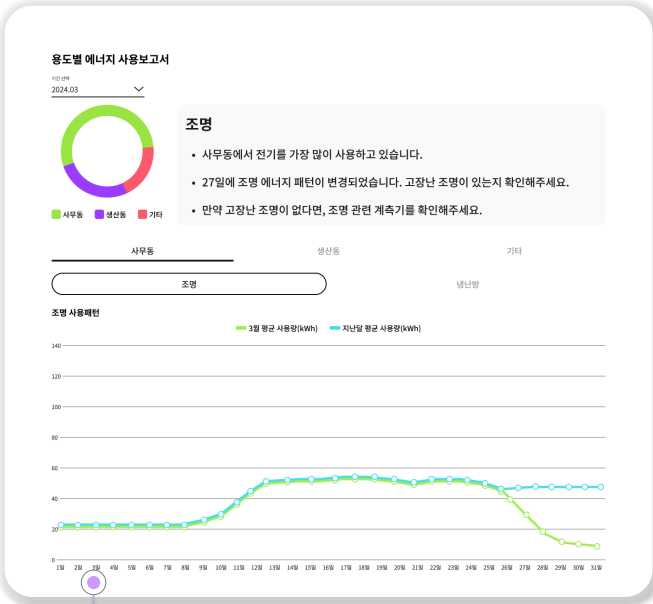 용도별 에너지 사용보고서
기간 선택
2024.03
조명
• 사무동에서 전기를 가장 많이 사용하고 있습니다.
• 27일에 조명 에너지 패턴이 변경되었습니다. 고장난 조명이 있는지 확인해주세요.
• 만약 고장난 조명이 없다면, 조명 관련 계측기를 확인해주세요.
사무동 생산동 기타
사무동 생산동 기타
조명 냉난방
조명 사용패턴
3월 평균 사용량(kWh) 지난달 평균 사용량(kWh)
140
120
100
80
60
40
20
0
1일 2일 3일 4일 5일 6일 7일 8일 9일 10일 11일 12일 13일 14일 15일 16일 17일 18일 19일 20일 21일 22일 23일 24일 25일 26일 27일 28일 29일 30일 31일